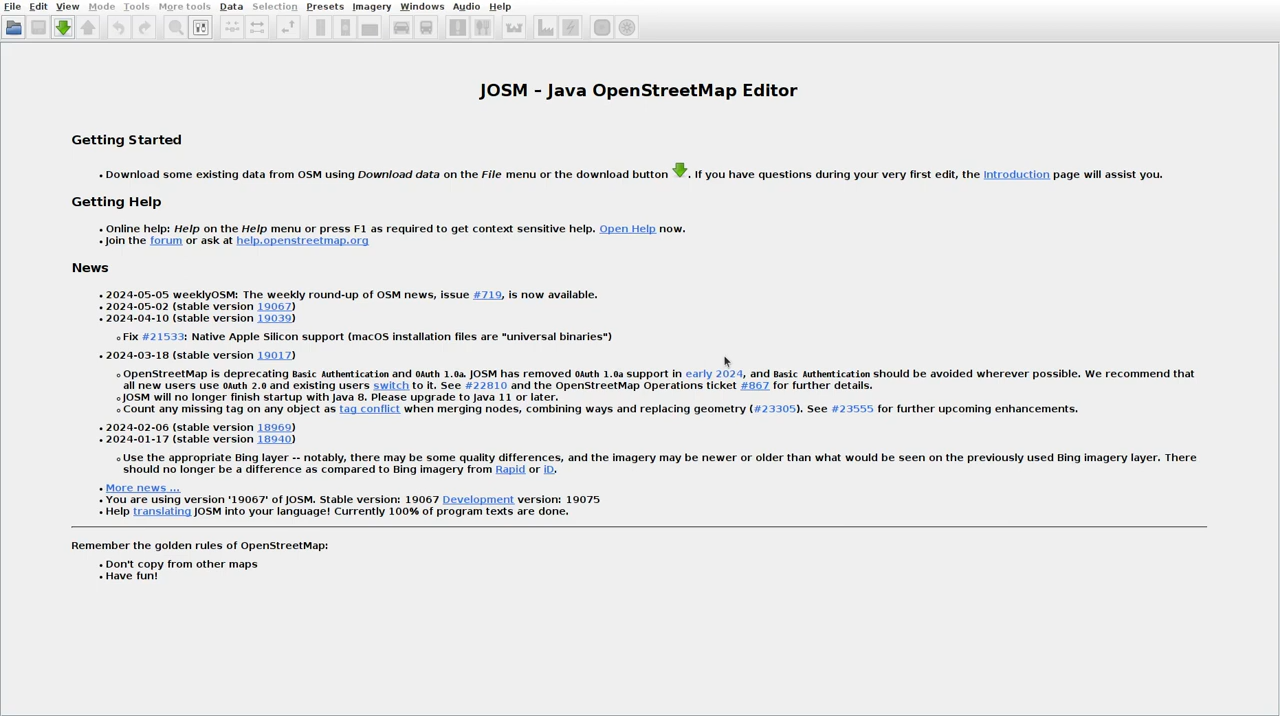 File Edit View Mode Tools More tools Data Selection Presets Imagery Windows Audio Help
JOSM – Java OpenStreetMap Editor
Getting Started
Download some existing data from OSM using Download data on the File menu or the download button . If you have questions during your very first edit, the Introduction page will assist you.
Getting Help
Online help: Help on the Help menu or press F1 as required to get context sensitive help. Open Help now.
Join the forum or ask at help.openstreetmap.org
News
2024-05-05 weeklyOSM: The weekly round-up of OSM news, issue #719, is now available.
2024-05-02 (stable version 19067)
2024-04-10 (stable version 19039)
Fix #21533: Native Apple Silicon support (macOS installation files are "universal binaries")
2024-03-18 (stable version 19017)
OpenStreetMap is deprecating Basic Authentication and OAuth 1.0a. JOSM has removed OAuth 1.0a support in early 2024, and Basic Authentication should be avoided wherever possible. We recommend that
all new users use OAuth 2.0 and existing users switch to it. See #22810 and the OpenStreetMap Operations ticket #867 for further details.
JOSM will no longer finish startup with Java 8. Please upgrade to Java 11 or later.
Count any missing tag on any object as tag conflict when merging nodes, combining ways and replacing geometry (#23305). See #23555 for further upcoming enhancements.
2024-02-06 (stable version 18969)
2024-01-17 (stable version 18940)
Use the appropriate Bing layer -- notably, there may be some quality differences, and the imagery may be newer or older than what would be seen on the previously used Bing imagery layer. There
should no longer be a difference as compared to Bing imagery from Rapid or iD.
More news ...
You are using version '19067' of JOSM. Stable version: 19067 Development version: 19075
Help translating JOSM into your language! Currently 100% of program texts are done.
Remember the golden rules of OpenStreetMap:
Don't copy from other maps
Have fun!